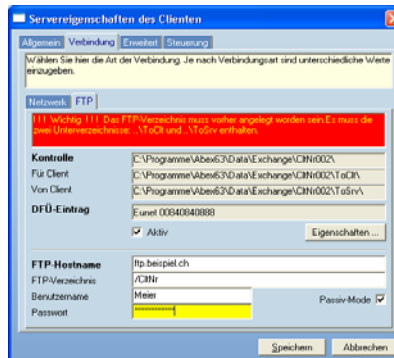 Servereigenschaften des Clienten
Allgemein Verbindung Erweitert Steuerung
Wählen Sie hier die Art der Verbindung. Je nach Verbindungsart sind unterschiedliche Werte
einzugeben.
Netzwerk FTP
!!! Wichtig !!! Das FTP-Verzeichnis muss vorher angelegt worden sein.Es muss die
zwei Unterverzeichnisse: ..\ToClt und ..\ToSrv enthalten.
Kontrolle C:\Programme\Abex63\Data\Exchange\CltNr002\
Für Client C:\Programme\Abex63\Data\Exchange\CltNr002\ToClt\
Von Client C:\Programme\Abex63\Data\Exchange\CltNr002\ToSrv\
DFÜ-Eintrag Eunet 00840840888
Aktiv Eigenschaften ...
FTP-Hostname ftp.beispiel.ch
FTP-Verzeichnis /CltNr
Benutzername Meier Passiv-Mode
Passwort
Speichern Abbrechen